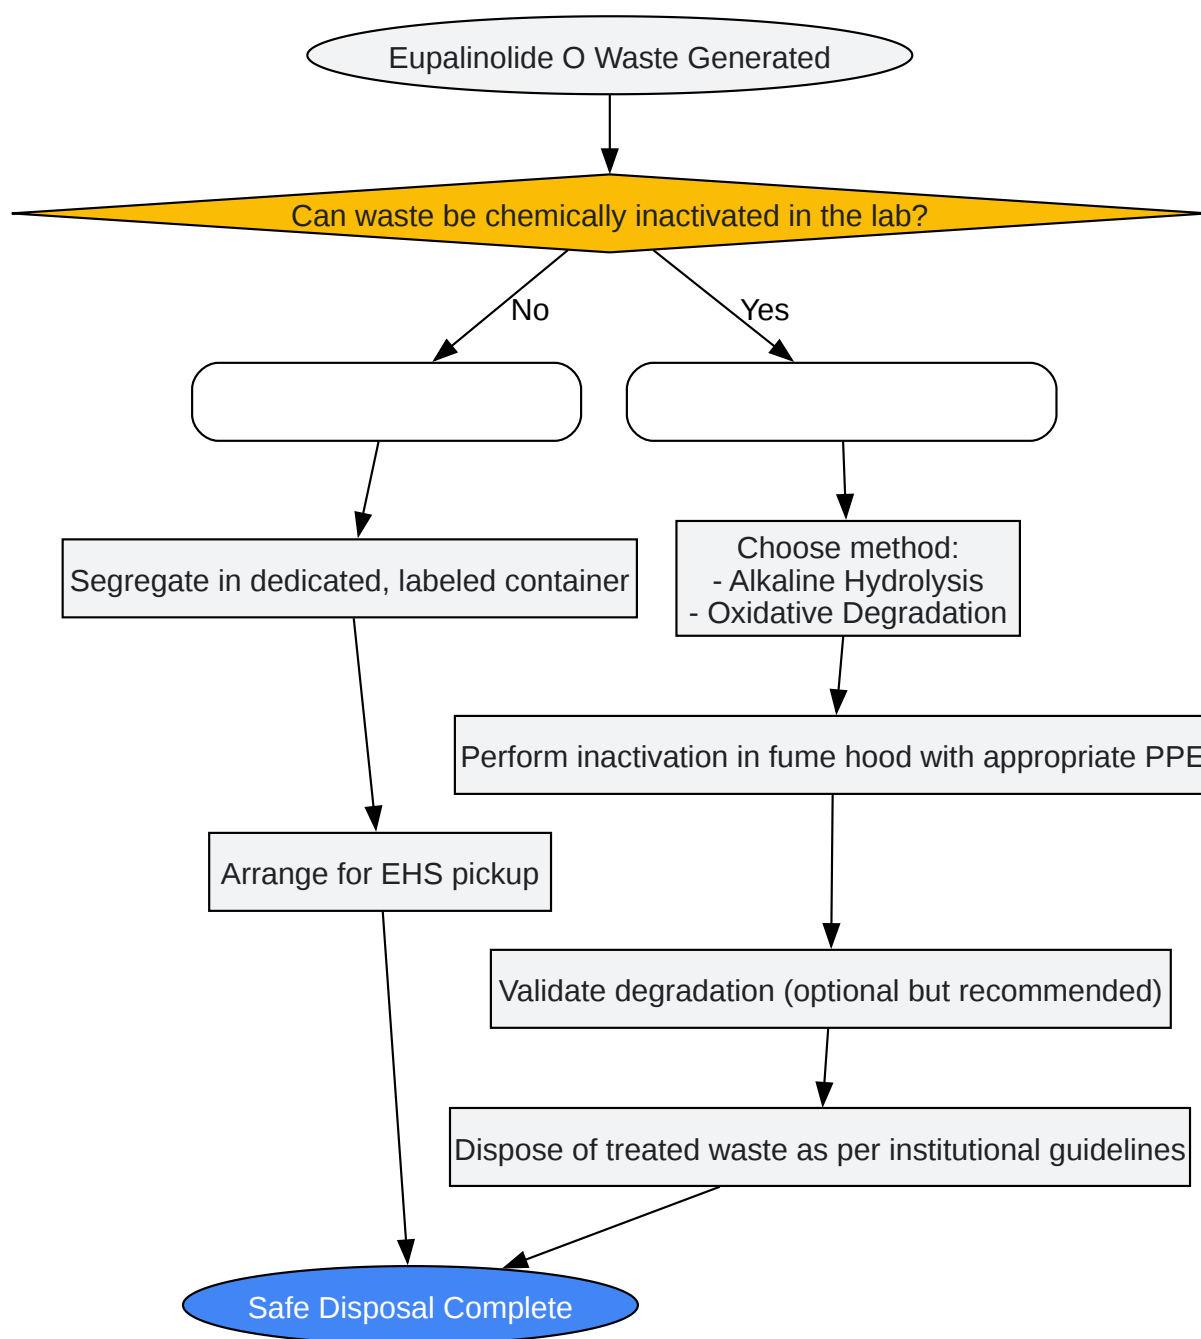 Eupalinolide O Waste Generated
Can waste be chemically inactivated in the lab?
No
Yes
Segregate in dedicated, labeled container
Choose method:
- Alkaline Hydrolysis
- Oxidative Degradation
Perform inactivation in fume hood with appropriate PPE
Arrange for EHS pickup
Validate degradation (optional but recommended)
Dispose of treated waste as per institutional guidelines
Safe Disposal Complete